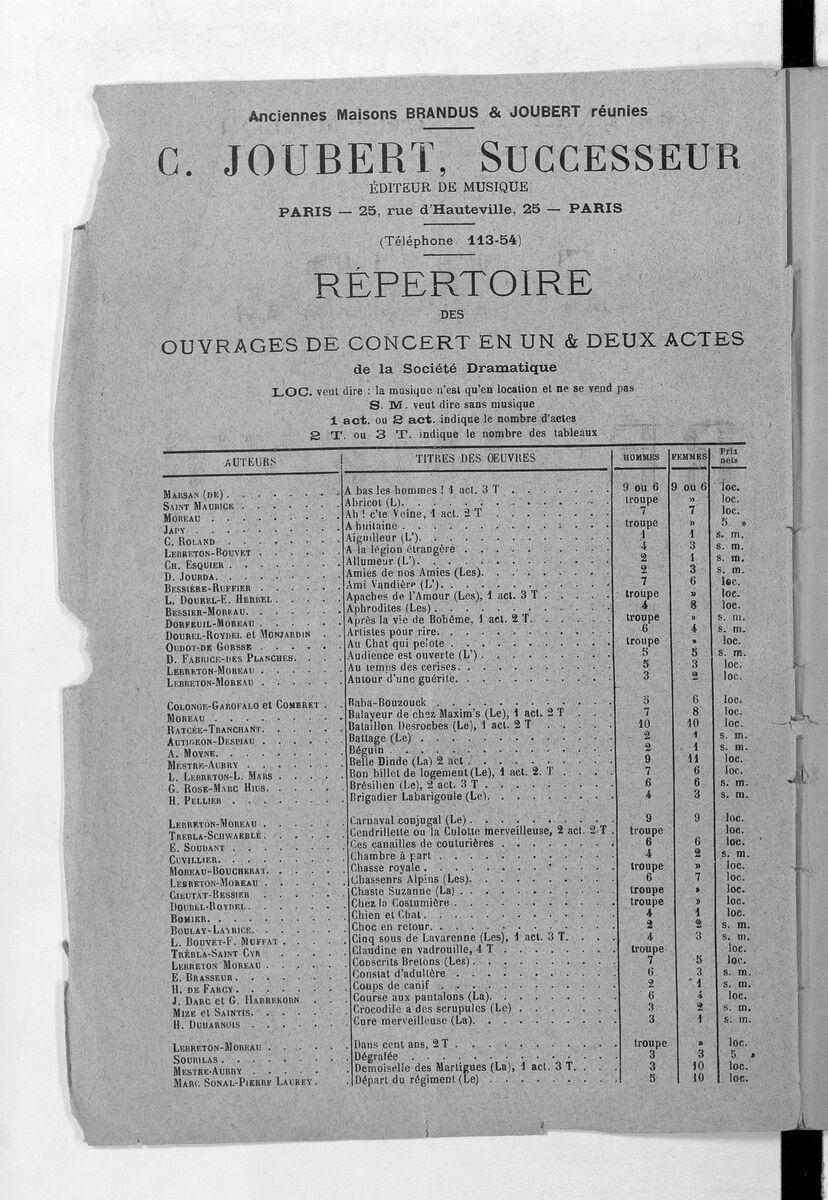 Anciennes Maisons BRANDUS & JOUBERT réunies
C. JOUBERT, SUCCESSEUR
ÉDITEUR DE MUSIQUE
PARIS — 25, rue d'Hauteville, 25 — PARIS
(Téléphone 113-54)
RÉPERTOIRE
DES
OUVRAGES DE CONCERT EN UN & DEUX ACTES
de la Société Dramatique
LOC. veut dire : la musique n'est qu'en location et ne se vend pas
S. M. veut dire sans musique
1 act. ou 2 act. indique le nombre d'actes
2 T. ou 3 T. indique le nombre des tableaux
AUTEURS TITRES DES ŒUVRES HOMMES FEMMES Prix nets
MARSAN (DE) A bas les hommes ! 1 act. 3 T 9 ou 6 9 ou 6 loc.
SAINT MAURICE Abricot (L). troupe » loc.
MOREAU Ah ! c'te Veine, 1 act. 2 T 7 7 loc.
JAPY A huitaine troupe » 5 »
C. ROLAND Aiguilleur (L'). 1 1 s. m.
LEBRETON-BOUVET A la légion étrangère 4 3 s. m.
CH. ESQUIER Allumeur (L'). 2 1 s. m.
D. JOURDA. Amies de nos Amies (Les). 2 3 s. m.
BESSIÈRE-RUFFIER Ami Vandière (L'). 7 6 loc.
L. DOUREL-E. HERBEL Apaches de l'Amour (Les), 1 act. 3 T troupe » loc.
BESSIER-MOREAU. Aphrodites (Les) 4 8 loc.
DORFEUIL-MOREAU Après la vie de Bohême, 1 act. 2 T. troupe » s. m.
DOUREL-ROYDEL et MONJARDIN Artistes pour rire. 6 4 s. m.
OUDOT-DE GORSSE Au Chat qui pelote troupe » loc.
D. FABRICE-DES PLANCHES. Audience est ouverte (L') 5 5 s. m.
LEBRETON-MOREAU Au temps des cerises. 5 3 loc.
LEBRETON-MOREAU Autour d'une guérite. 3 2 loc.
COLONGE-GAROFALO et COMBRET Baba-Bouzouck 5 6 loc.
MOREAU Balayeur de chez Maxim's (Le), 1 act. 2 T 7 8 loc.
RATCÉE-TRANCHANT. Bataillon Desroches (Le), 1 act. 2 T 10 10 loc.
AUTIGEON-DESPIAU Battage (Le) 2 1 s. m.
A. MOYNE. Béguin 2 1 s. m.
MESTRE-AUBRY Belle Dinde (La) 2 act 9 11 loc.
L. LEBRETON-L. MARS Bon billet de logement (Le), 1 act. 2. T 7 6 loc.
G. ROSE-MARC HIUS. Brésilien (Le), 2 act. 3 T 6 6 s. m.
H. PELLIER Brigadier Labarigoule (Le). 4 3 s. m.
LEBRETON-MOREAU Carnaval conjugal (Le) 9 9 loc.
TREBLA-SCHWAEBLÉ. Cendrillette ou la Culotte merveilleuse, 2 act. 2 T troupe loc.
E. SOUDANT Ces canailles de couturières 6 6 loc.
CUVILLIER. Chambre à part 4 2 s. m.
MOREAU-BOUCHERAT. Chasse royale troupe » loc.
LEBRETON-MOREAU Chassenrs Alpins (Les). 6 7 loc.
CIEUTAT-BESSIER Chaste Suzanne (La) troupe » loc.
DOUREL-ROYDEL. Chez la Costumière troupe » loc.
BOMIER. Chien et Chat. 4 1 loc.
BOULAY-LAYRICE. Choc en retour. 2 2 s. m.
L. BOUVET-F. MUFFAT Cinq sous de Lavarenne (Les), 1 act. 3 T. 4 3 s. m.
TRÉBLA-SAINT CYR Claudine en vadrouille, 4 T troupe loc.
LEBRETON MOREAU Conscrits Bretons (Les) 7 5 loc.
E. BRASSEUR. Constat d'adultère 6 3 s. m.
H. DE FARCY. Coups de canif 2 1 s. m.
J. DARC et G. HABREKORN Course aux pantalons (La). 6 4 loc.
MIZE et SAINTIS. Crocodile a des scrupules (Le) 3 2 s. m.
H. DUHARNOIS Cure merveilleuse (La). 3 1 s. m.
LEBRETON-MOREAU Dans cent ans, 2 T troupe » loc.
SOURILAS. Dégrafée 3 3 5 »
MESTRE-AUBRY Demoiselle des Martigues (La), 1 act. 3 T. 3 10 loc.
MARC SONAL-PIERRE LAUREY. Départ du régiment (Le) 5 10 loc.